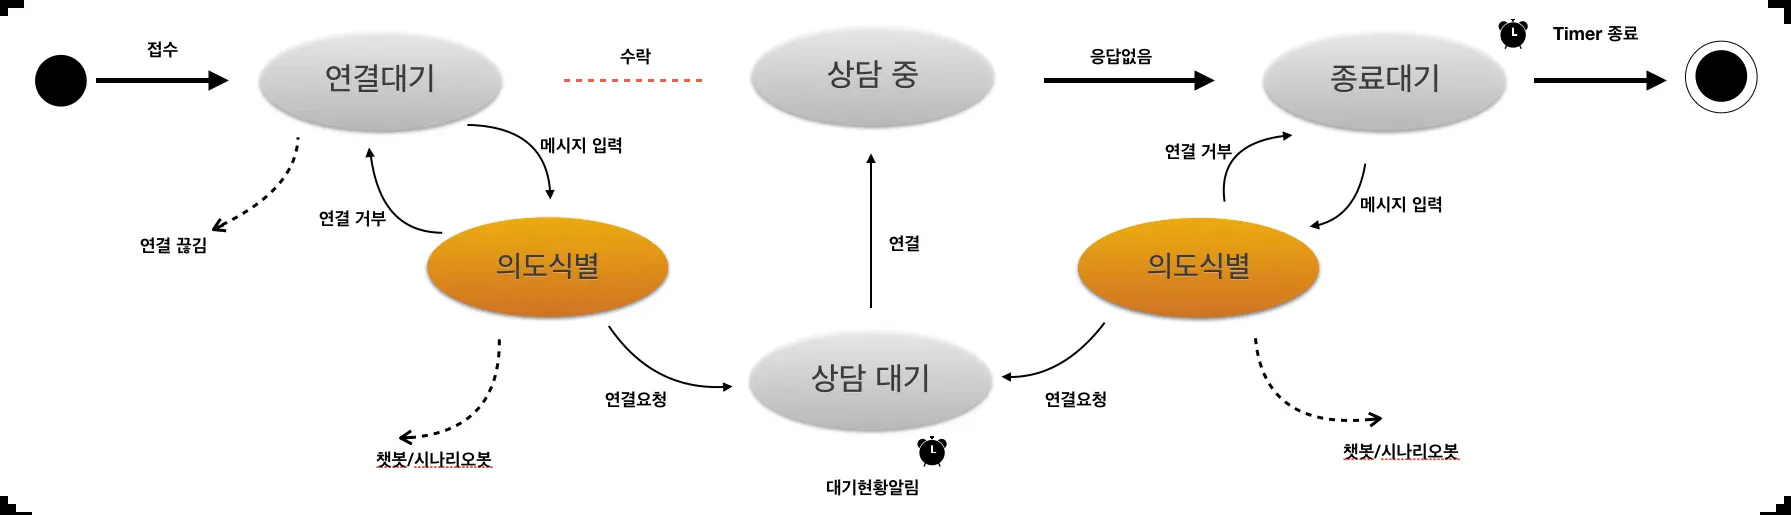 접수
연결대기
수락
상담 중
응답없음
종료대기
Timer 종료
메시지 입력
연결 거부
연결 끊김
의도식별
연결
연결 거부
메시지 입력
의도식별
연결요청
상담 대기
연결요청
챗봇/시나리오봇
대기현황알림
챗봇/시나리오봇